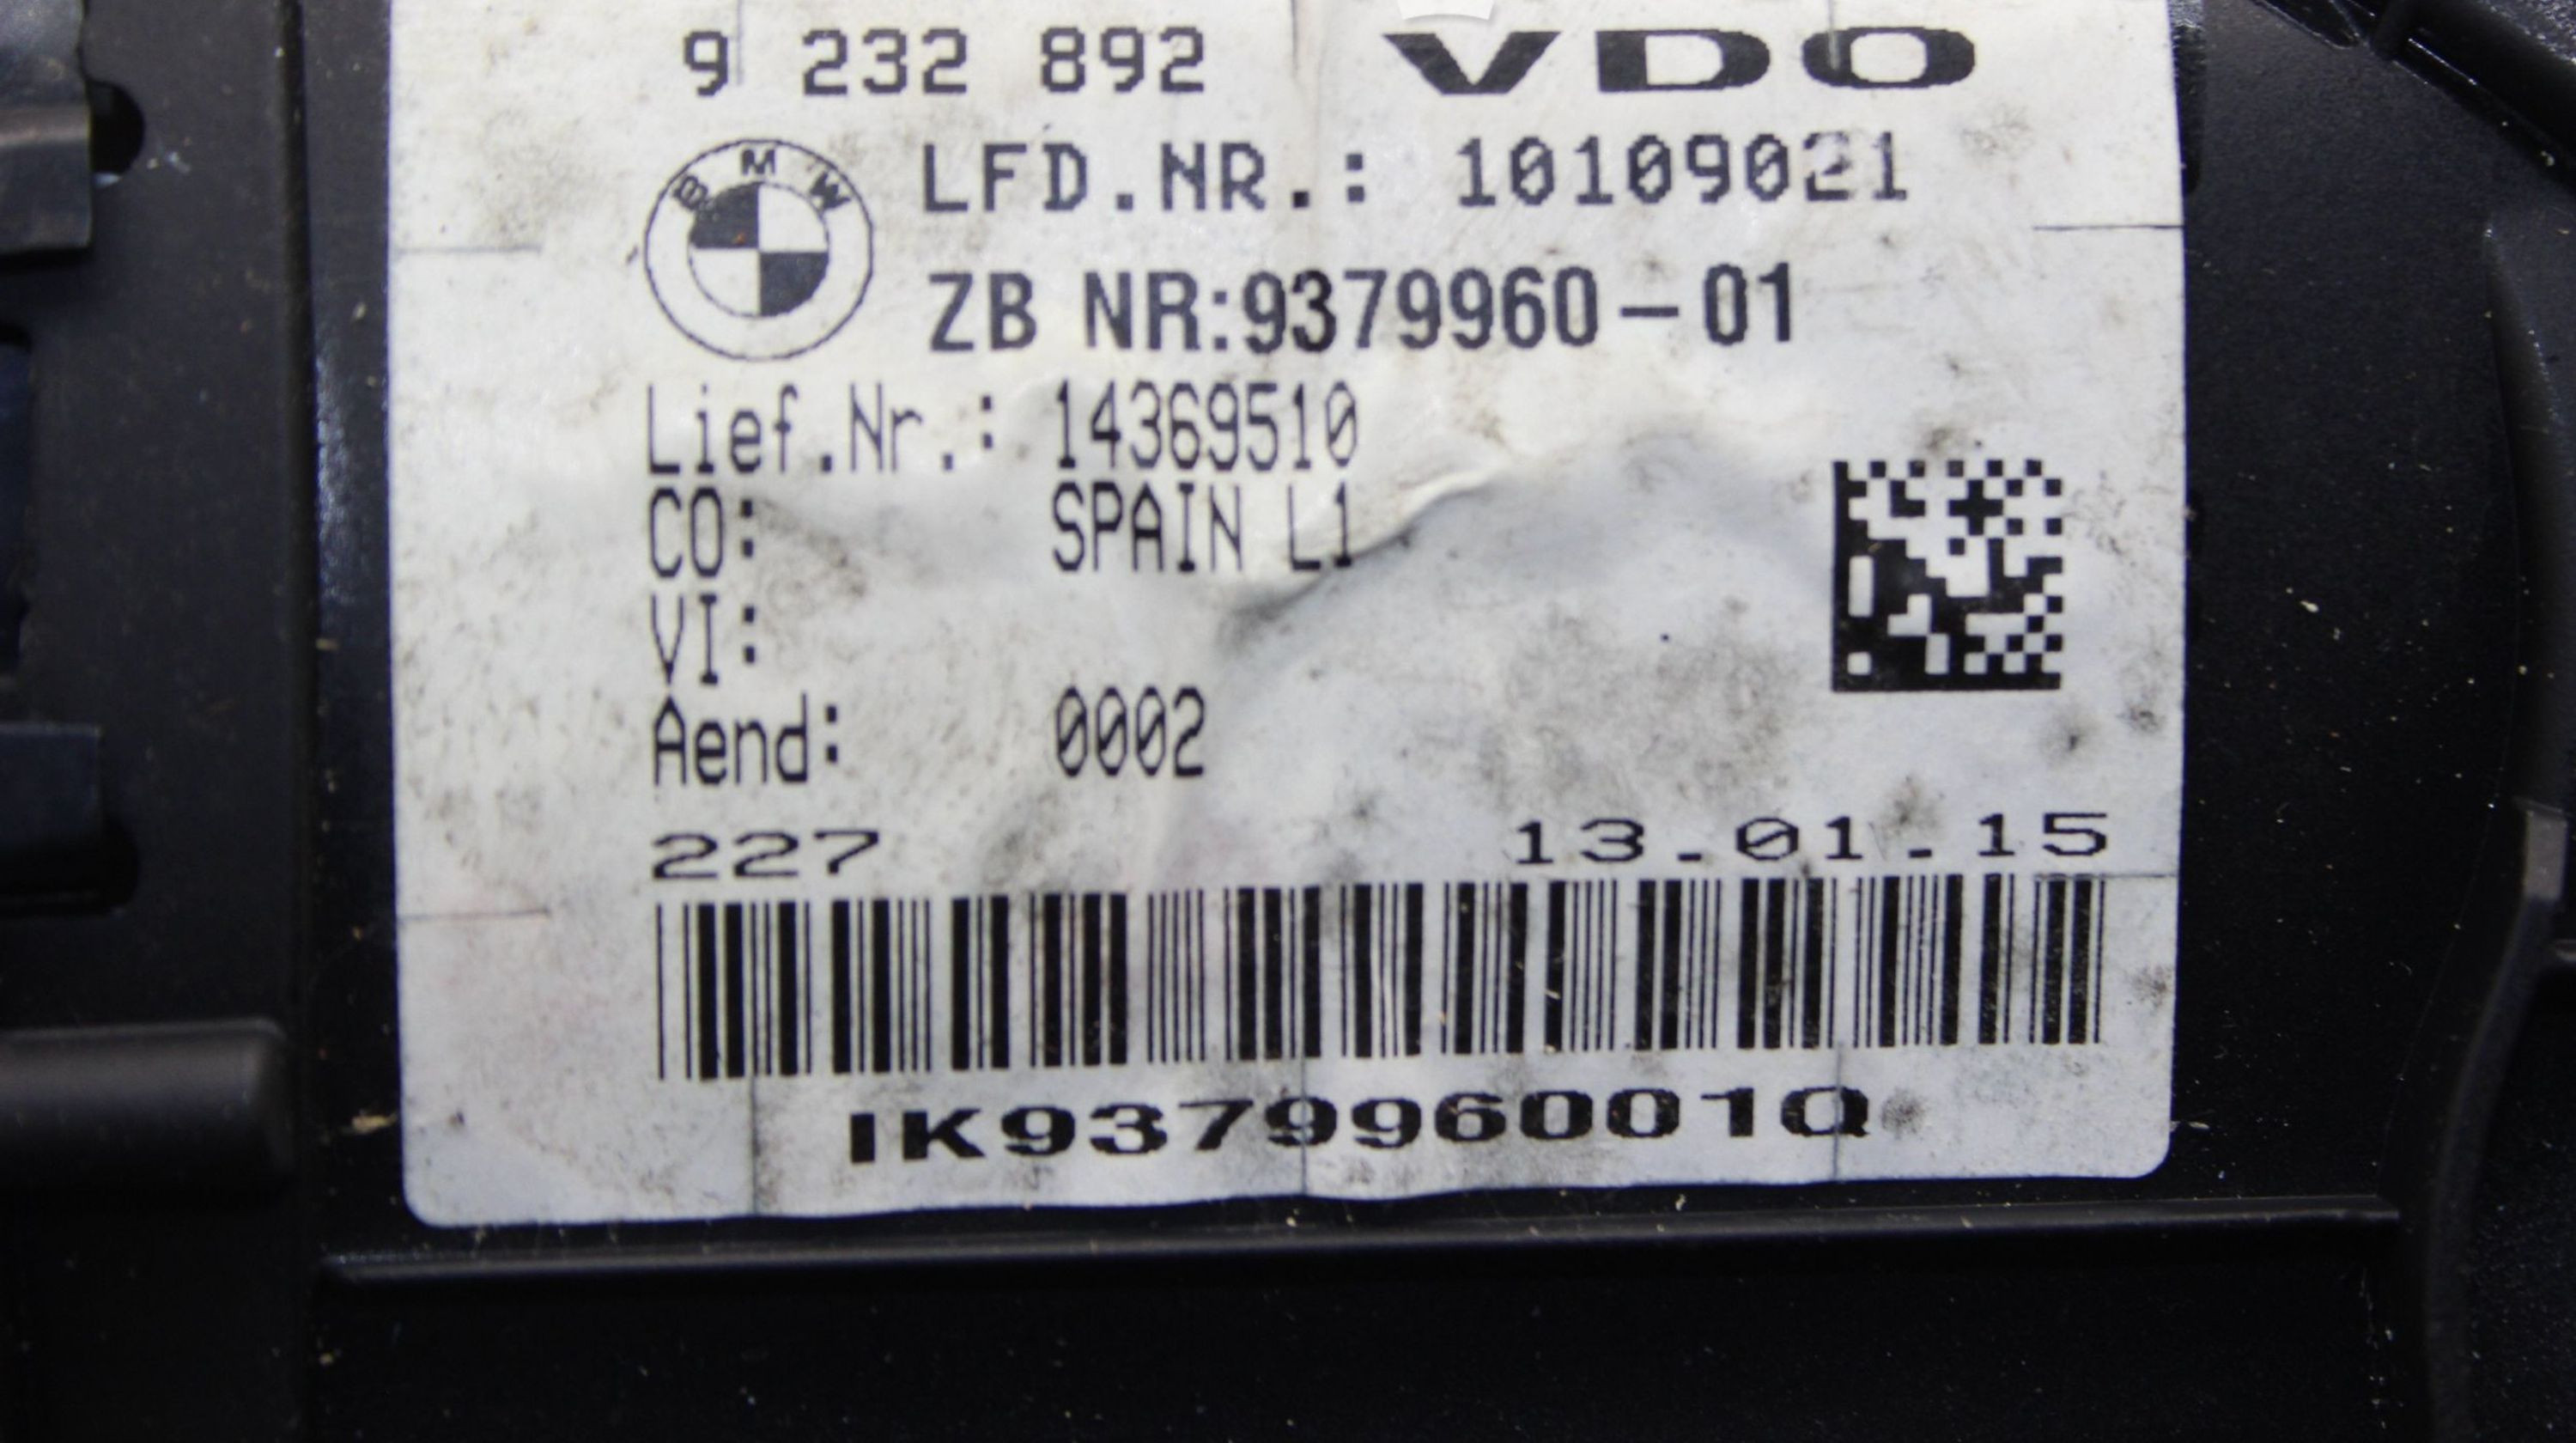 9 232 892 VDO
BMW
LFD.NR.: 10109021
ZB NR:9379960-01
Lief.Nr.: 14369510
CO: SPAIN L1
VI:
Aend: 0002
227 13.01.15
IK937996001Q